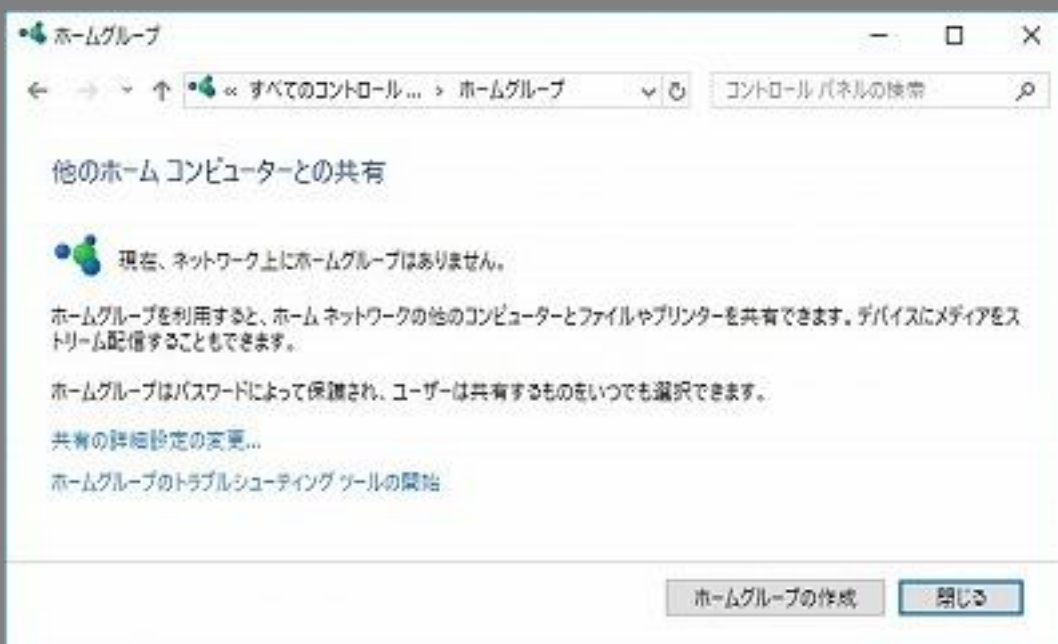 ホームグループ
« すべてのコントロール ... › ホームグループ
コントロール パネルの検索
他のホーム コンピューターとの共有
現在、ネットワーク上にホームグループはありません。
ホームグループを利用すると、ホーム ネットワークの他のコンピューターとファイルやプリンターを共有できます。デバイスにメディアをス
トリーム配信することもできます。
ホームグループはパスワードによって保護され、ユーザーは共有するものをいつでも選択できます。
共有の詳細設定の変更...
ホームグループのトラブルシューティング ツールの開始
ホームグループの作成
閉じる